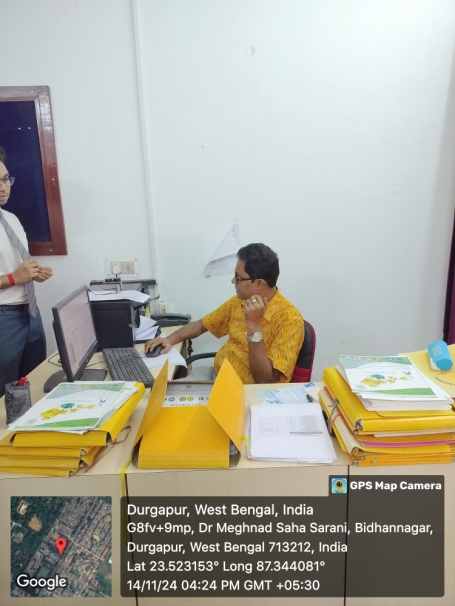 GPS Map Camera
Durgapur, West Bengal, India
G8fv+9mp, Dr Meghnad Saha Sarani, Bidhannagar,
Durgapur, West Bengal 713212, India
Lat 23.523153° Long 87.344081°
14/11/24 04:24 PM GMT +05:30
Google